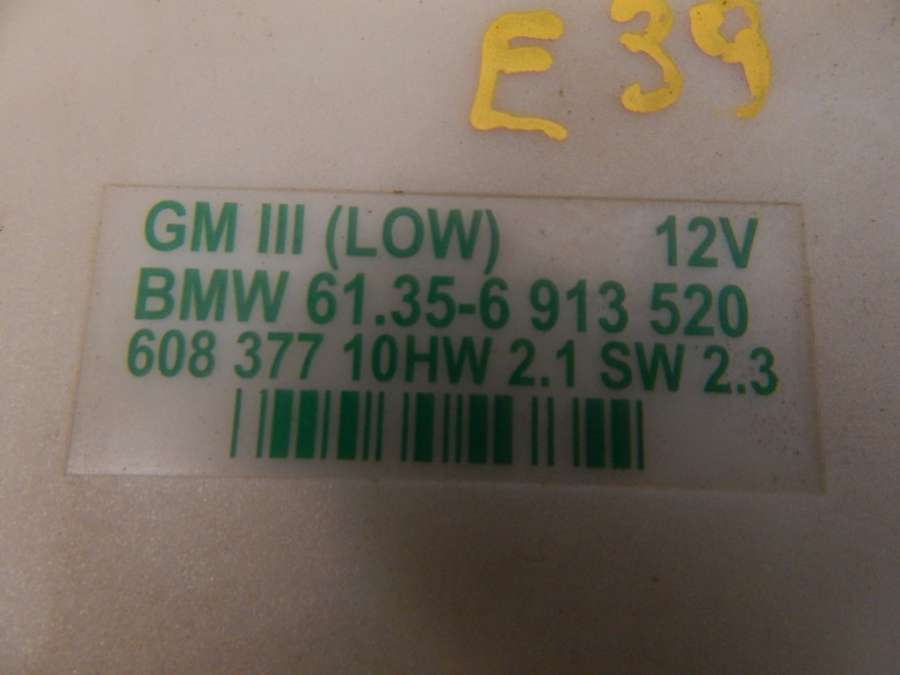 E39
GM III (LOW) 12V
BMW 61.35-6 913 520
608 377 10HW 2.1 SW 2.3